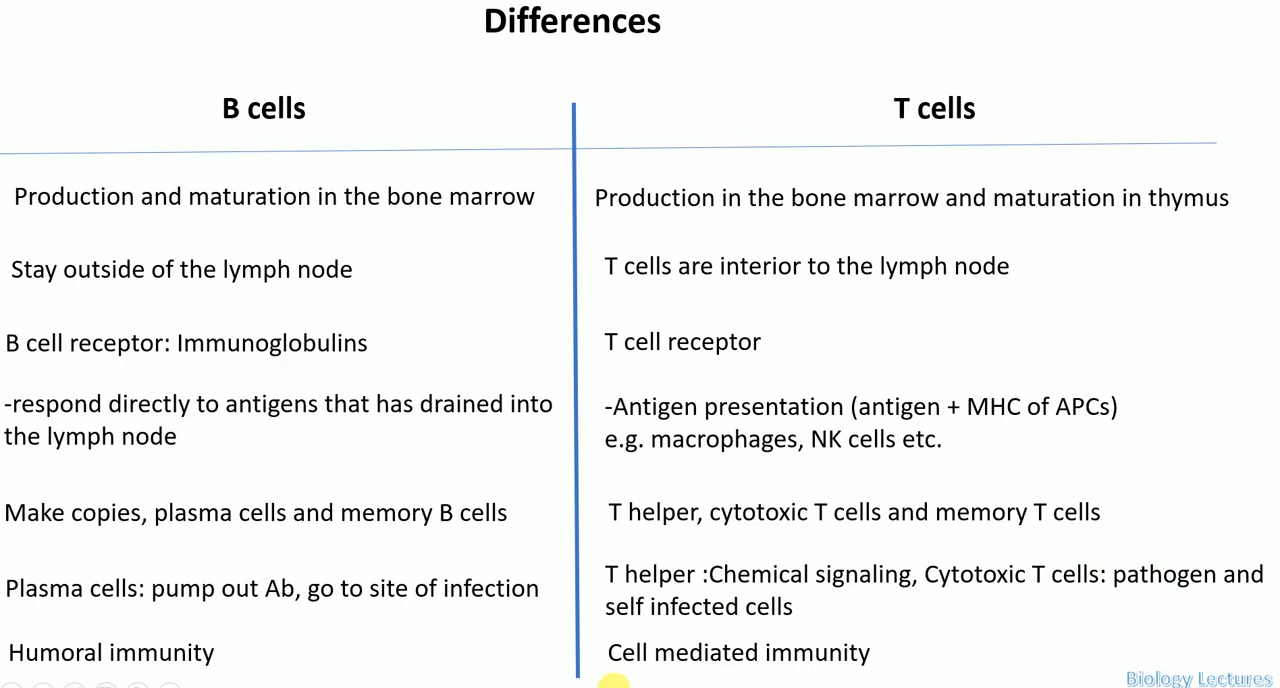 Differences
B cells
T cells
Production and maturation in the bone marrow
Production in the bone marrow and maturation in thymus
Stay outside of the lymph node
T cells are interior to the lymph node
B cell receptor: Immunoglobulins
T cell receptor
-respond directly to antigens that has drained into
the lymph node
-Antigen presentation (antigen + MHC of APCs)
e.g. macrophages, NK cells etc.
Make copies, plasma cells and memory B cells
T helper, cytotoxic T cells and memory T cells
Plasma cells: pump out Ab, go to site of infection
T helper :Chemical signaling, Cytotoxic T cells: pathogen and
self infected cells
Humoral immunity
Cell mediated immunity
Biology Lectures